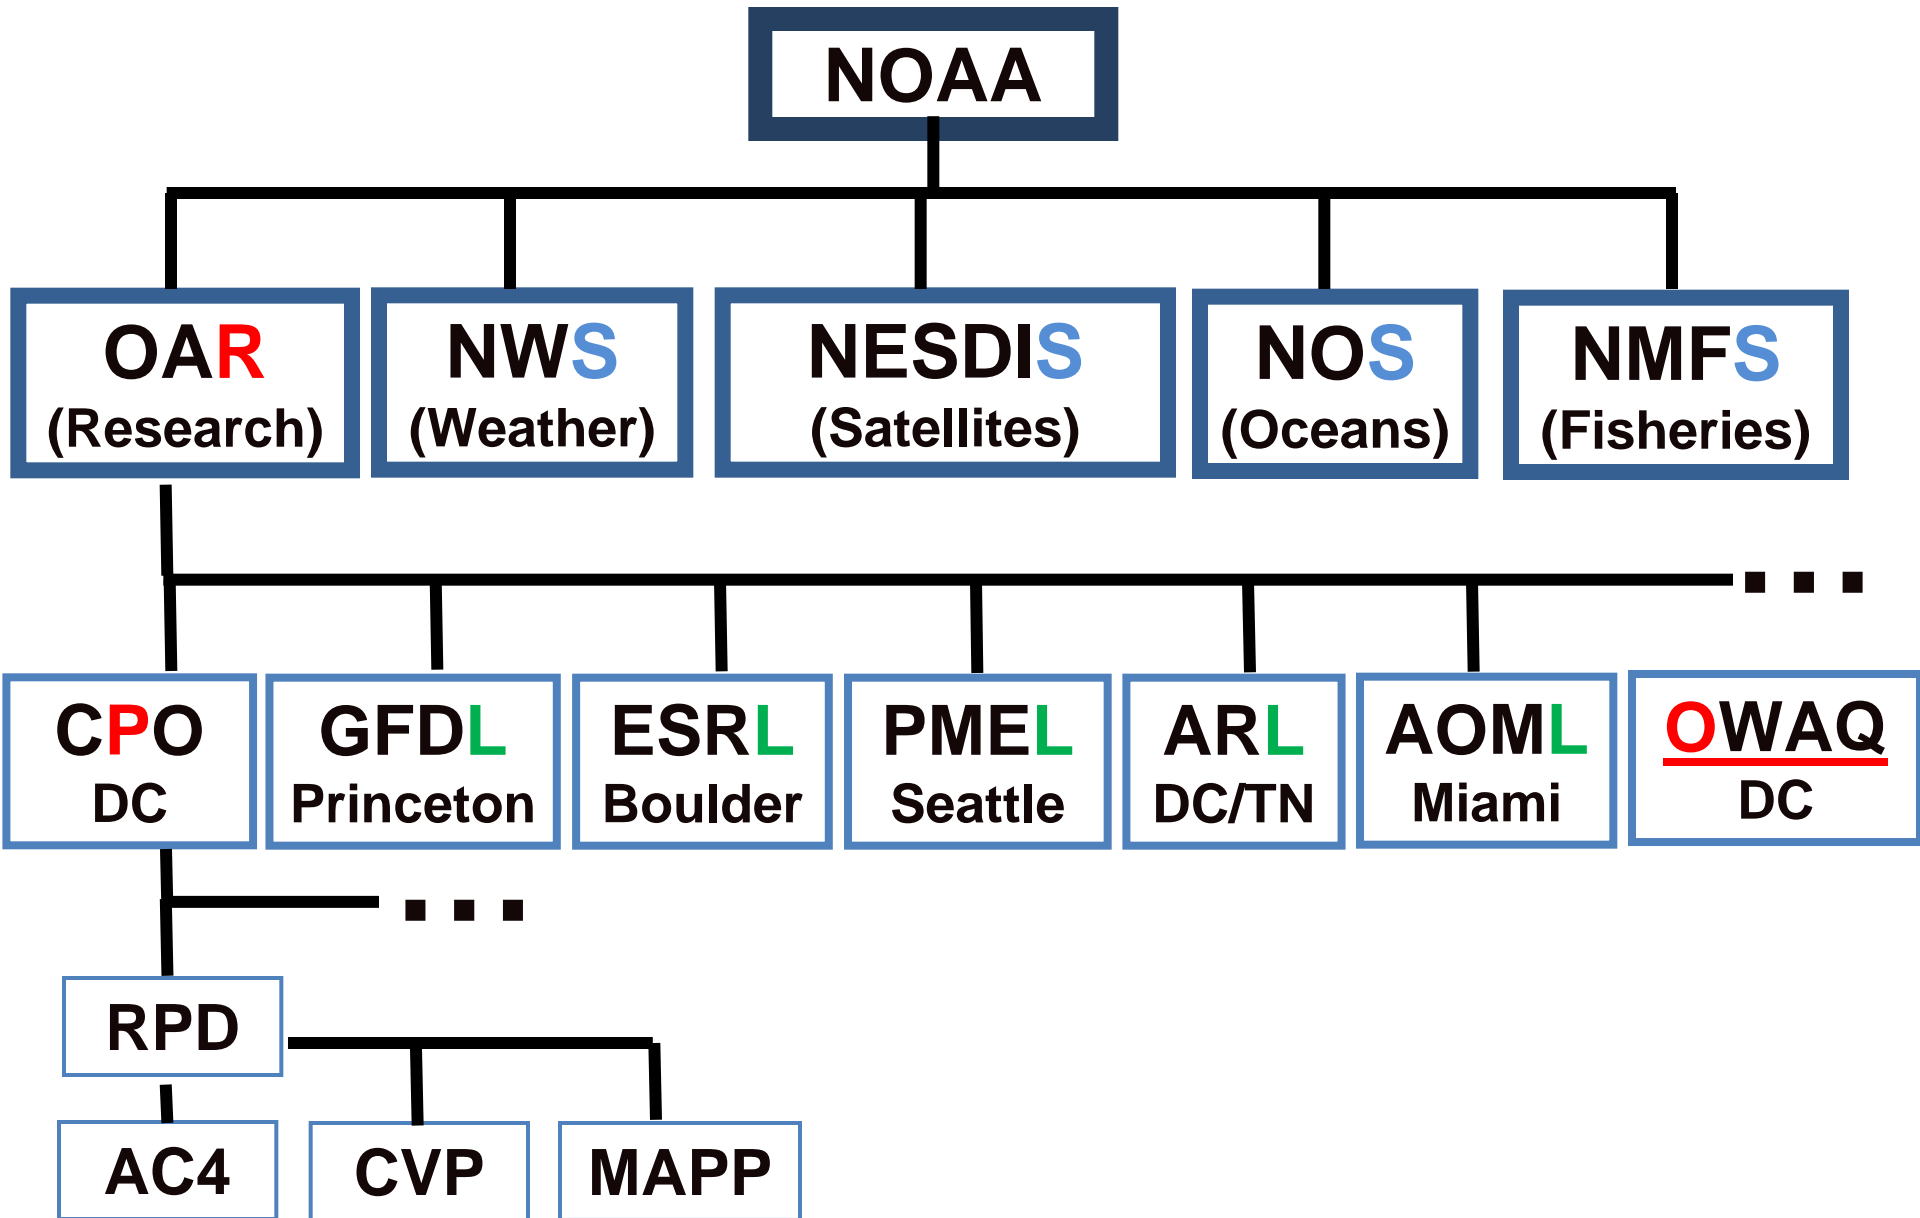 NOAA
OAR
(Research)
NWS
(Weather)
NESDIS
(Satellites)
NOS
(Oceans)
NMFS
(Fisheries)
...
CPO
DC
GFDL
Princeton
ESRL
Boulder
PMEL
Seattle
ARL
DC/TN
AOML
Miami
OWAQ
DC
...
RPD
AC4
CVP
MAPP